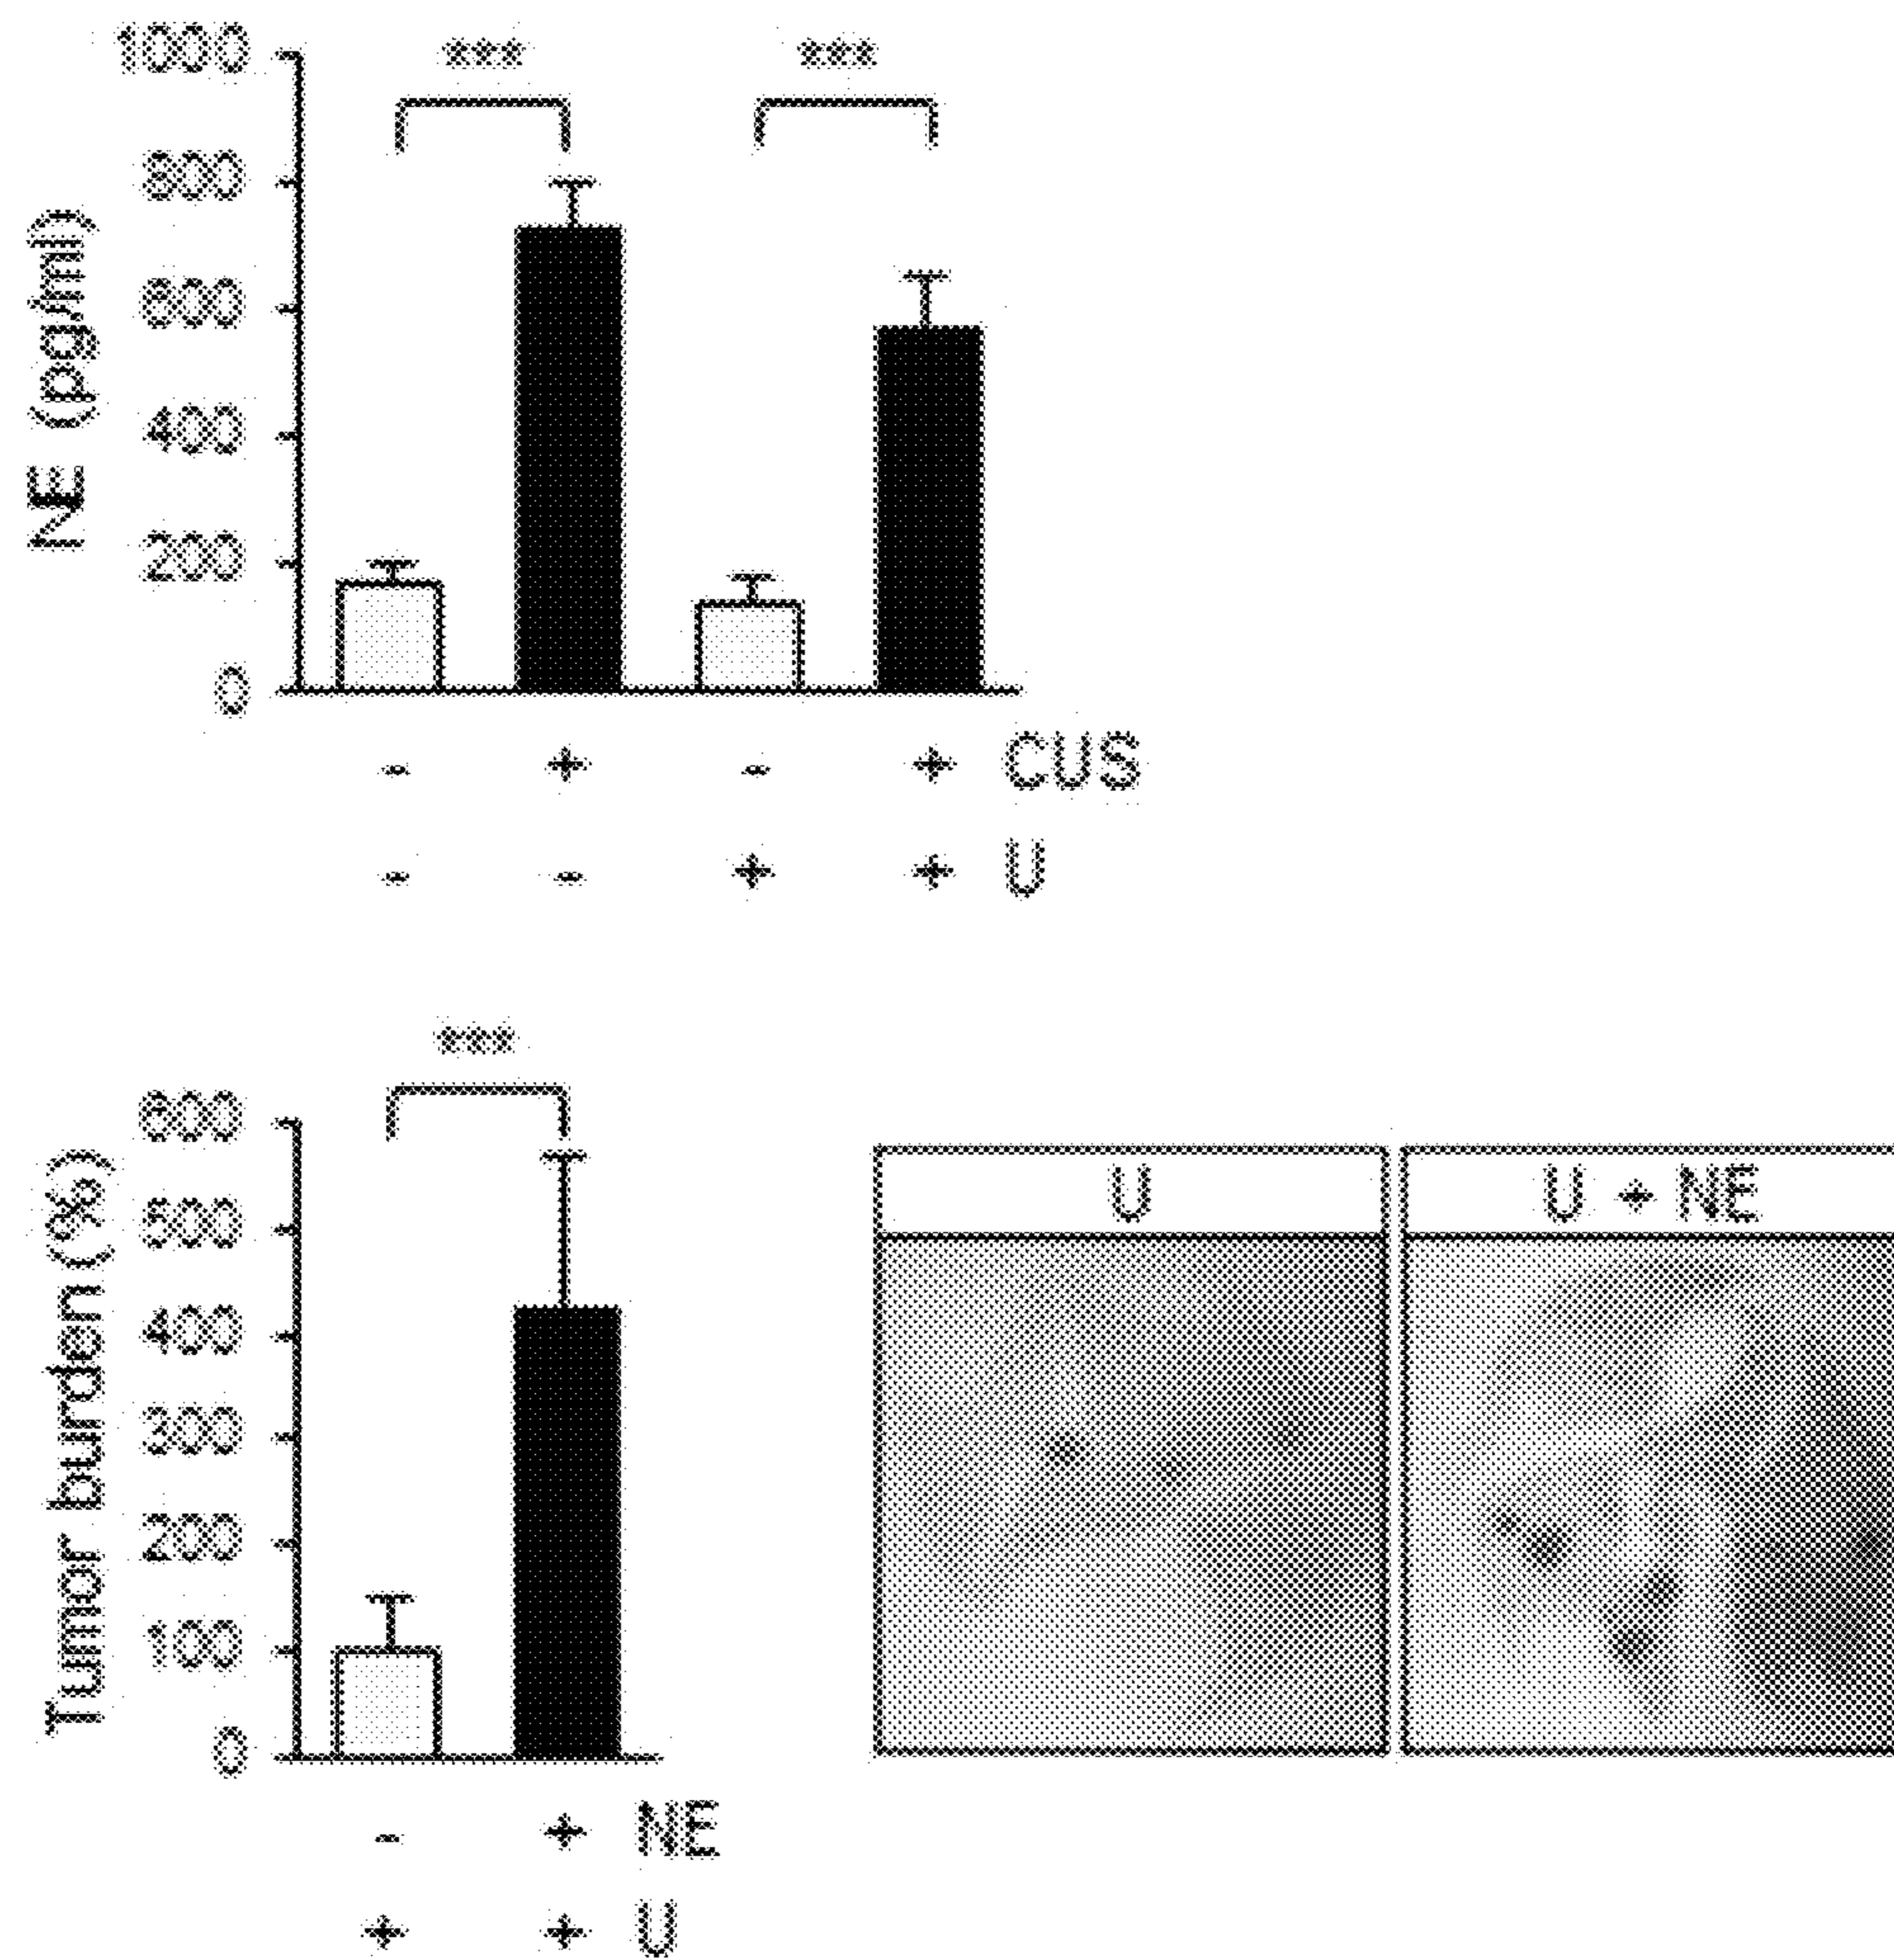 *** ***
1000
800
600
400
200
0
NE (pg/ml)
- + - + CUS
- - + + U
***
600
500
400
300
200
100
0
Tumor burden (%)
- + NE
+ + U
U
U + NE